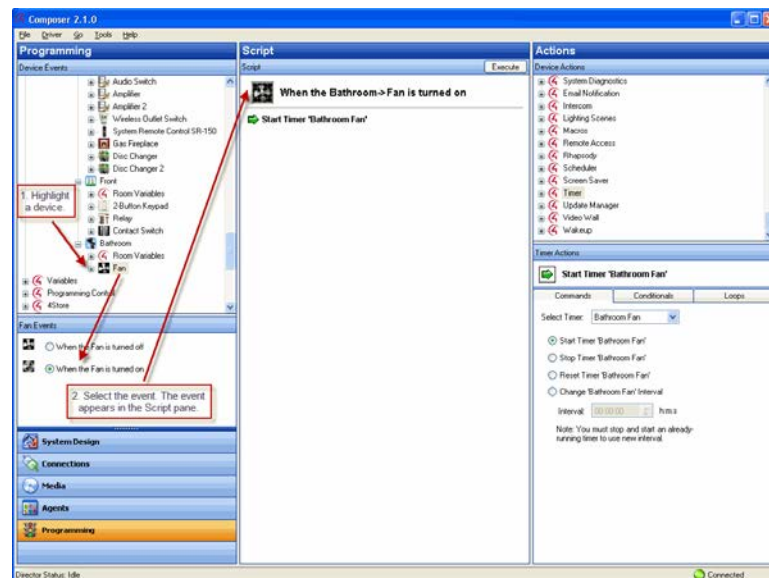 Composer 2.1.0
File Driver Go Tools Help
Programming
Device Events
Audio Switch
Amplifier
Amplifier 2
Wireless Outlet Switch
System Remote Control SR-150
Gas Fireplace
Disc Changer
Disc Changer 2
Front
Room Variables
2-Button Keypad
Relay
Contact Switch
Bathroom
Room Variables
Fan
Variables
Programming Control
4Store
1. Highlight
a device.
Fan Events
When the Fan is turned off
When the Fan is turned on
2. Select the event. The event
appears in the Script pane.
System Design
Connections
Media
Agents
Programming
Director Status: Idle
Script
Script Execute
When the Bathroom->Fan is turned on
Start Timer 'Bathroom Fan'
Actions
Device Actions
System Diagnostics
Email Notification
Intercom
Lighting Scenes
Macros
Remote Access
Rhapsody
Scheduler
Screen Saver
Timer
Update Manager
Video Wall
Wakeup
Timer Actions
Start Timer 'Bathroom Fan'
Commands Conditionals Loops
Select Timer: Bathroom Fan
Start Timer 'Bathroom Fan'
Stop Timer 'Bathroom Fan'
Reset Timer 'Bathroom Fan'
Change 'Bathroom Fan' Interval
Interval: 00:00:00 h:m:s
Note: You must stop and start an already-
running timer to use new interval.
Connected